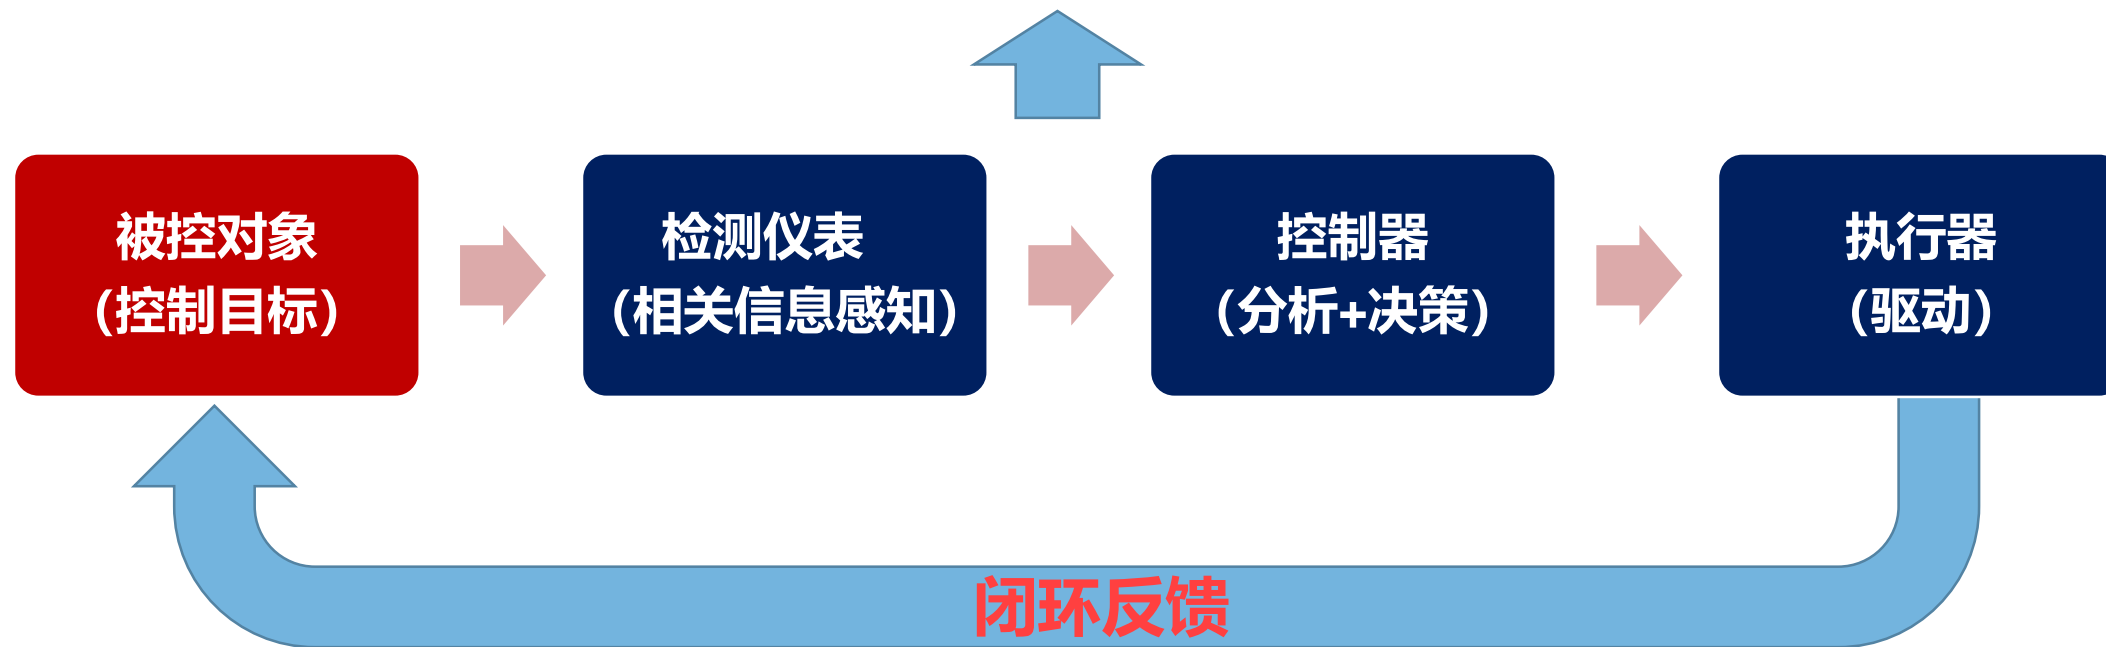 被控对象
（控制目标）
检测仪表
（相关信息感知）
控制器
（分析+决策）
执行器
（驱动）
闭环反馈